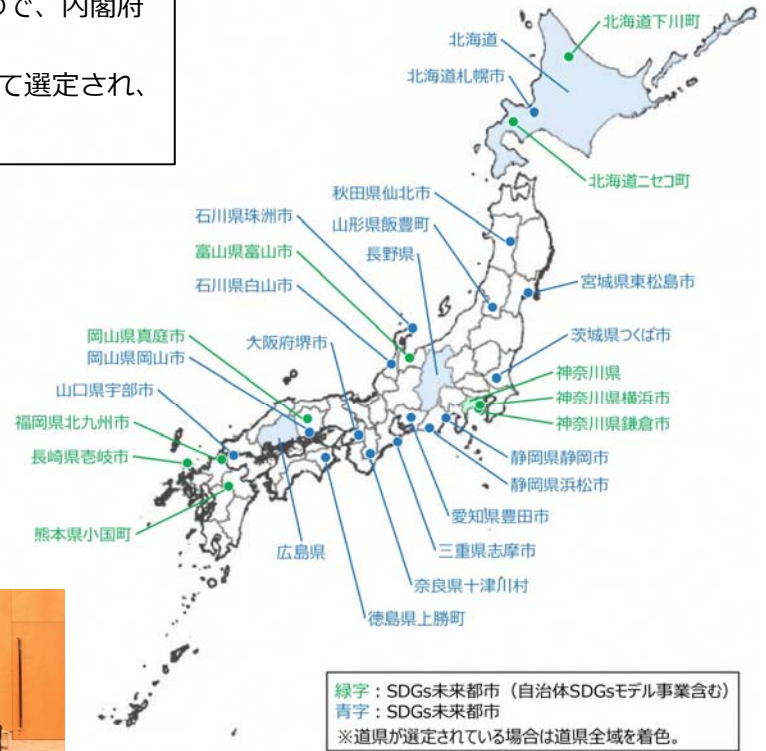 ので、内閣府
て選定され、
北海道下川町
北海道
北海道札幌市
北海道ニセコ町
秋田県仙北市
石川県珠洲市
山形県飯豊町
富山県富山市
長野県
石川県白山市
宮城県東松島市
岡山県真庭市
大阪府堺市
茨城県つくば市
岡山県岡山市
神奈川県
山口県宇部市
神奈川県横浜市
福岡県北九州市
神奈川県鎌倉市
長崎県壱岐市
静岡県静岡市
静岡県浜松市
愛知県豊田市
熊本県小国町
広島県
三重県志摩市
奈良県十津川村
徳島県上勝町
緑字：SDGs未来都市（自治体SDGsモデル事業含む）
青字：SDGs未来都市
※道県が選定されている場合は道県全域を着色。